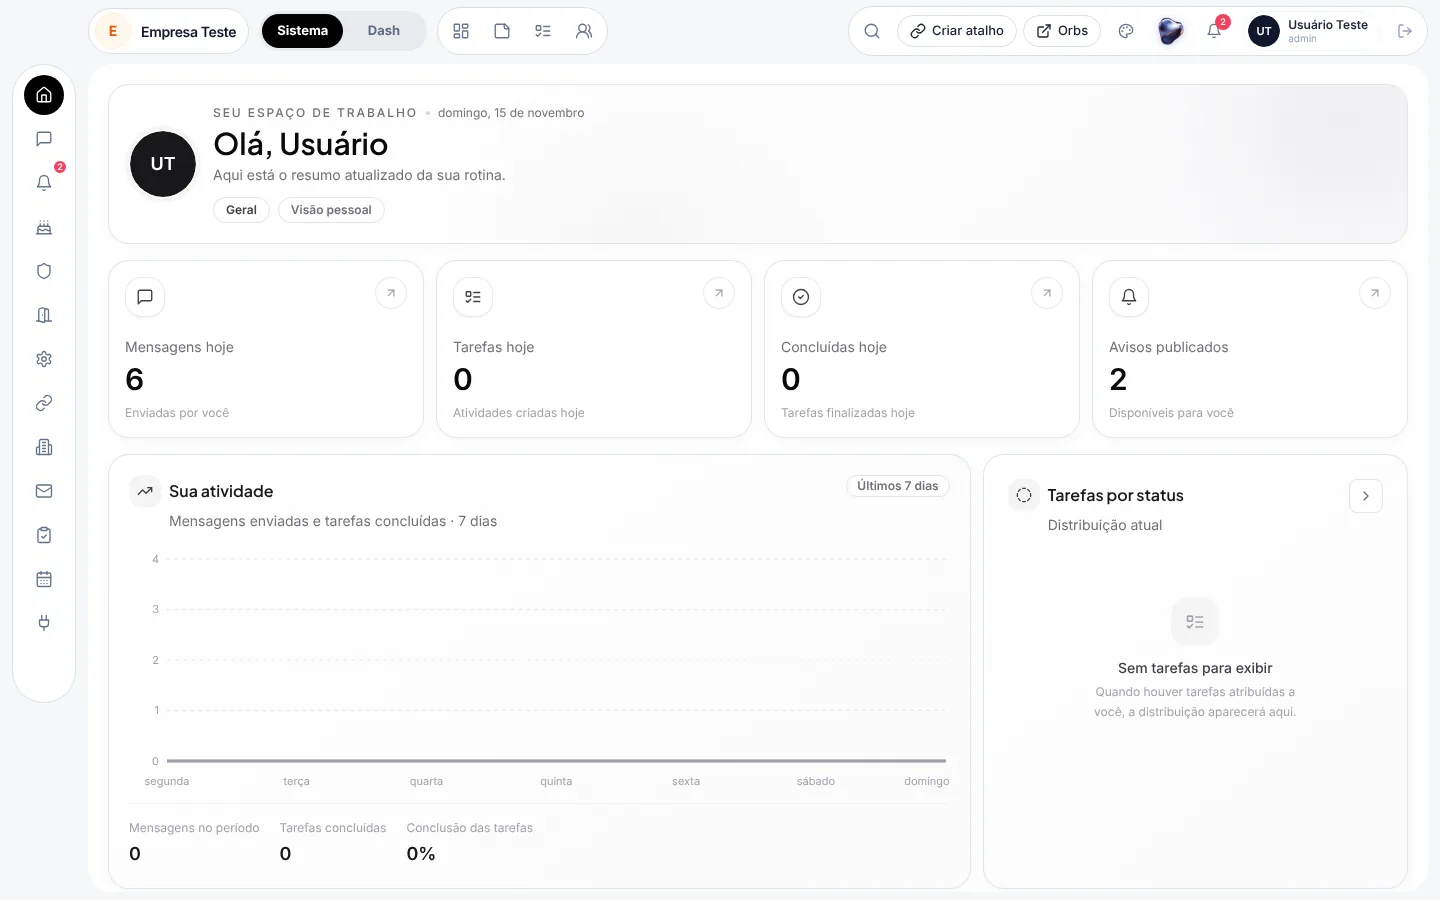 E Empresa Teste
Sistema
Dash
Criar atalho
Orbs
2
UT
Usuário Teste
admin
2
SEU ESPAÇO DE TRABALHO • domingo, 15 de novembro
UT
Olá, Usuário
Aqui está o resumo atualizado da sua rotina.
Geral
Visão pessoal
Mensagens hoje
6
Enviadas por você
Tarefas hoje
0
Atividades criadas hoje
Concluídas hoje
0
Tarefas finalizadas hoje
Avisos publicados
2
Disponíveis para você
Sua atividade
Últimos 7 dias
Mensagens enviadas e tarefas concluídas · 7 dias
4
3
2
1
0
segunda
terça
quarta
quinta
sexta
sábado
domingo
Mensagens no período
0
Tarefas concluídas
0
Conclusão das tarefas
0%
Tarefas por status
Distribuição atual
Sem tarefas para exibir
Quando houver tarefas atribuídas a
você, a distribuição aparecerá aqui.